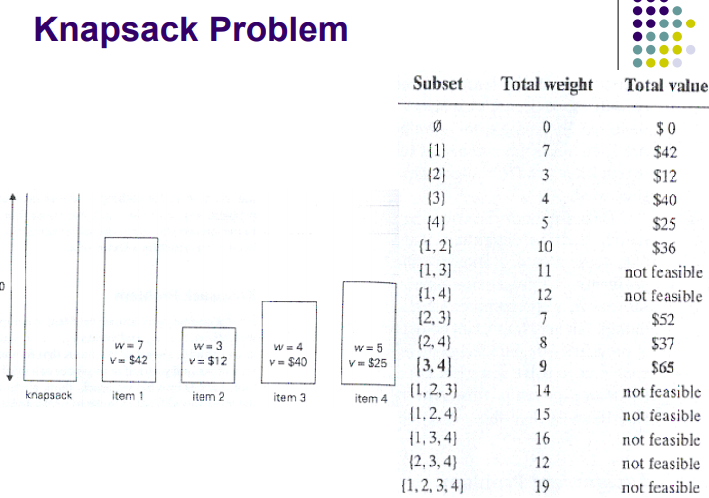 Knapsack Problem
Subset Total weight Total value
Ø 0 $ 0
{1} 7 $42
{2} 3 $12
{3} 4 $40
{4} 5 $25
{1, 2} 10 $36
{1, 3} 11 not feasible
{1, 4} 12 not feasible
{2, 3} 7 $52
{2, 4} 8 $37
{3, 4} 9 $65
{1, 2, 3} 14 not feasible
{1, 2, 4} 15 not feasible
{1, 3, 4} 16 not feasible
{2, 3, 4} 12 not feasible
{1, 2, 3, 4} 19 not feasible
w = 7
v = $42
w = 3
v = $12
w = 4
v = $40
w = 5
v = $25
knapsack item 1 item 2 item 3 item 4